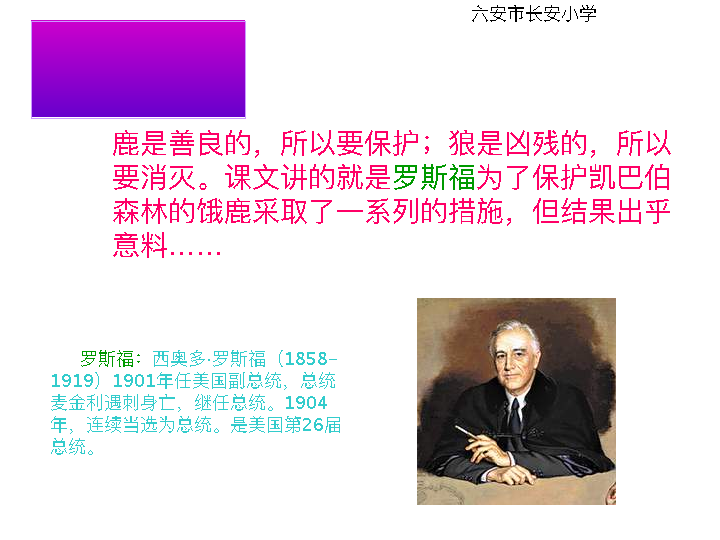 六安市长安小学
鹿是善良的，所以要保护；狼是凶残的，所以
要消灭。课文讲的就是罗斯福为了保护凯巴伯
森林的饿鹿采取了一系列的措施，但结果出乎
意料……
罗斯福：西奥多·罗斯福（1858–
1919）1901年任美国副总统，总统
麦金利遇刺身亡，继任总统。1904
年，连续当选为总统。是美国第26届
总统。